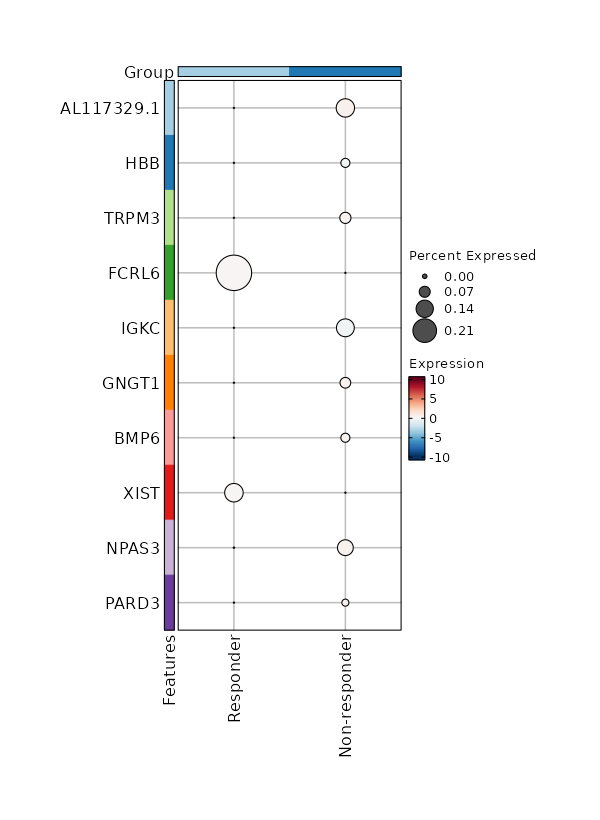 Group
AL117329.1
HBB
TRPM3
FCRL6
IGKC
GNGT1
BMP6
XIST
NPAS3
PARD3
Features
Responder
Non-responder
Percent Expressed
0.00
0.07
0.14
0.21
Expression
10
5
0
-5
-10